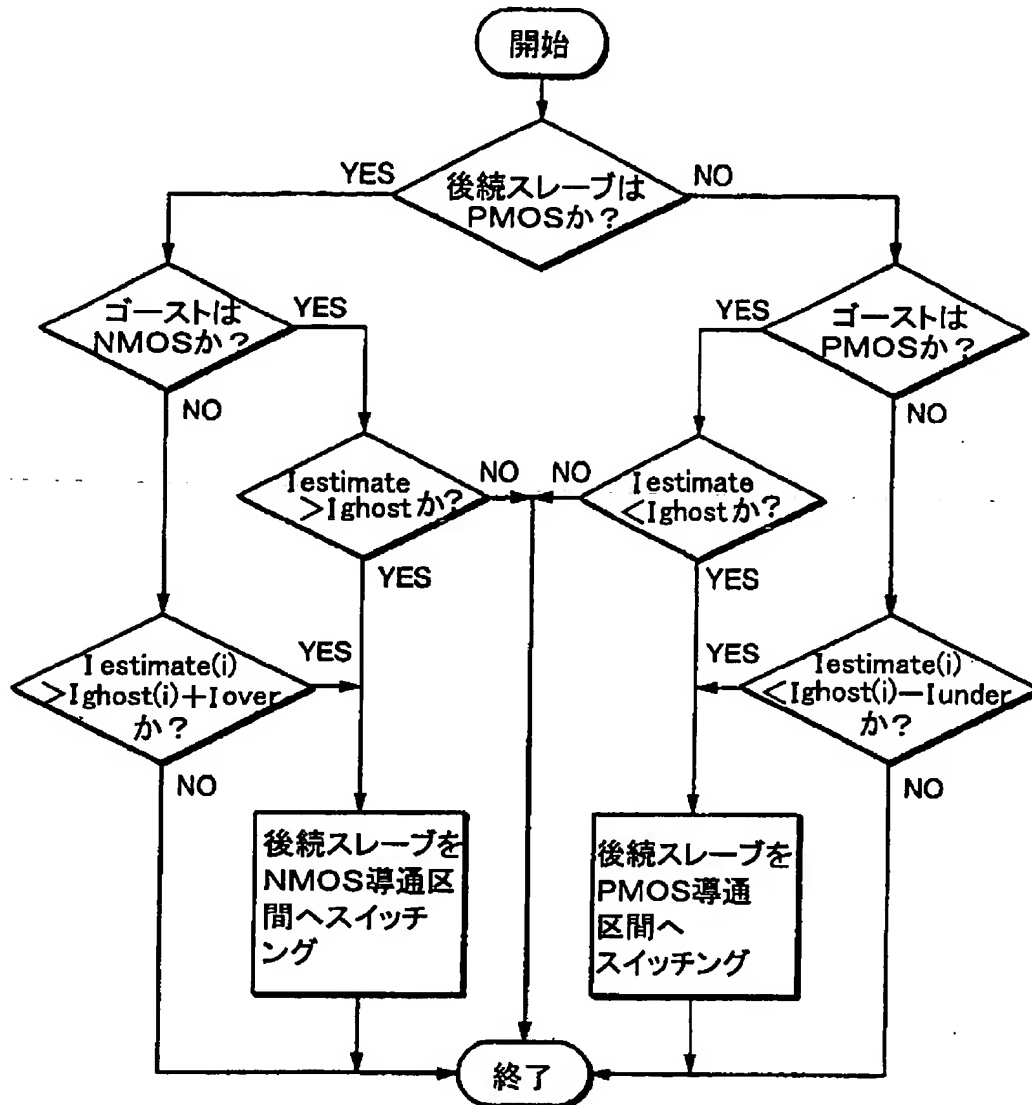 開始
YES
NO
後続スレーブは
PMOSか?
ゴーストは
NMOSか?
YES
YES
ゴーストは
PMOSか?
NO
NO
Iestimate
>Ighostか?
NO
NO
Iestimate
<Ighostか?
YES
YES
I estimate(i)
>Ighost(i)+Iover
か?
YES
YES
Iestimate(i)
<Ighost(i)−Iunder
か?
NO
NO
後続スレーブを
NMOS導通区
間へスイッチ
ング
後続スレーブを
PMOS導通
区間へ
スイッチング
終了